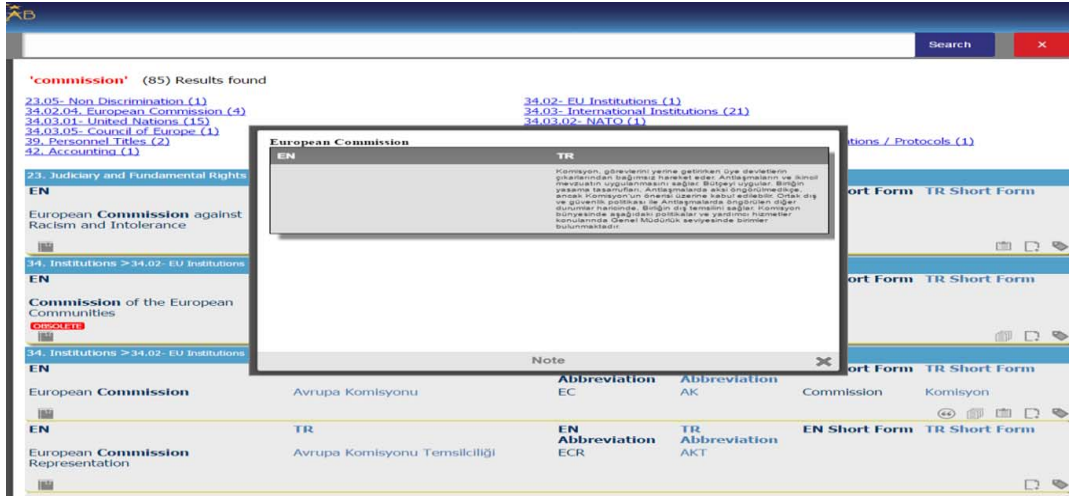 AB
Search
×
'commission' (85) Results found
23.05- Non Discrimination (1)
34.02- EU Institutions (1)
34.02.04. European Commission (4)
34.03- International Institutions (21)
34.03.01- United Nations (15)
34.03.02- NATO (1)
34.03.05- Council of Europe (1)
39. Personnel Titles (2)
tions / Protocols (1)
42. Accounting (1)
European Commission
EN TR
Komisyon, görevlerini yerine getirirken üye devletlerin
çıkarlarından bağımsız hareket eder. Antlaşmaların ve ikincil
mevzuatın uygulanmasını sağlar. Bütçeyi uygular. Birliğin
yasama tasarrufları, Antlaşmalarda aksi öngörülmedikçe,
ancak Komisyon'un önerisi üzerine kabul edilebilir. Ortak dış
ve güvenlik politikası ile Antlaşmalarda öngörülen diğer
durumlar haricinde, Birliğin dış temsilini sağlar. Komisyon
bünyesinde aşağıdaki politikalar ve yardımcı hizmetler
konularında Genel Müdürlük seviyesinde birimler
bulunmaktadır
Note
23. Judiciary and Fundamental Rights
EN ort Form TR Short Form
European Commission against
Racism and Intolerance
34. Institutions >34.02- EU Institutions
EN ort Form TR Short Form
Commission of the European
Communities
OBSOLETE
34. Institutions >34.02- EU Institutions
EN Abbreviation Abbreviation ort Form TR Short Form
European Commission Avrupa Komisyonu EC AK Commission Komisyon
EN TR EN Abbreviation TR Abbreviation EN Short Form TR Short Form
European Commission Representation Avrupa Komisyonu Temsilciliği ECR AKT